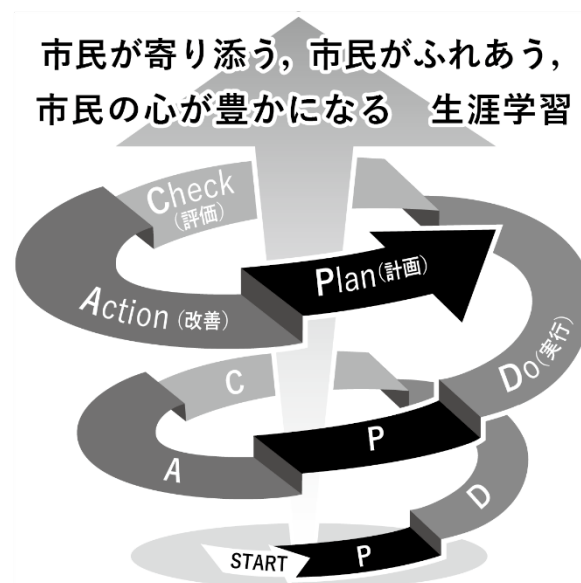 市民が寄り添う，市民がふれあう，
市民の心が豊かになる　生涯学習
Check
(評価)
Plan(計画)
Action(改善)
Do(実行)
C
P
A
D
START
P